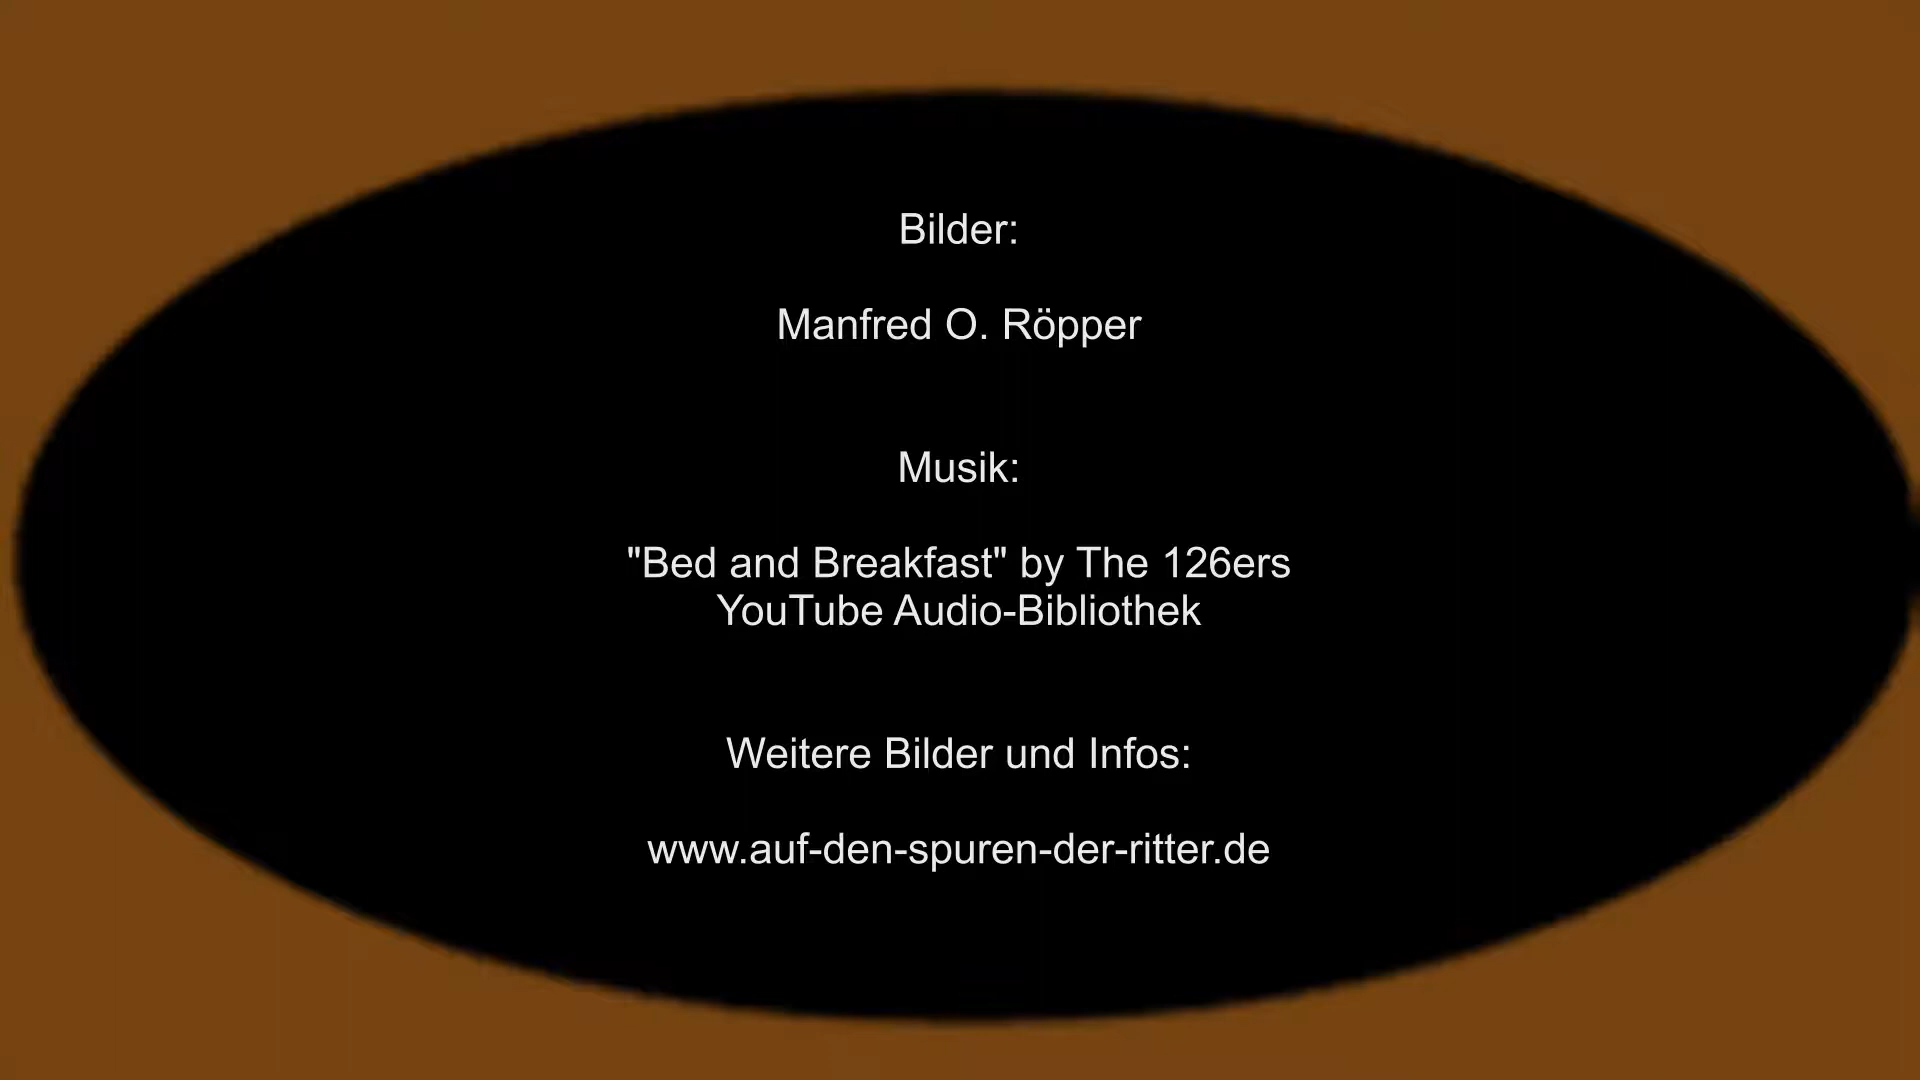 Bilder:
Manfred O. Röpper
Musik:
"Bed and Breakfast" by The 126ers
YouTube Audio-Bibliothek
Weitere Bilder und Infos:
www.auf-den-spuren-der-ritter.de